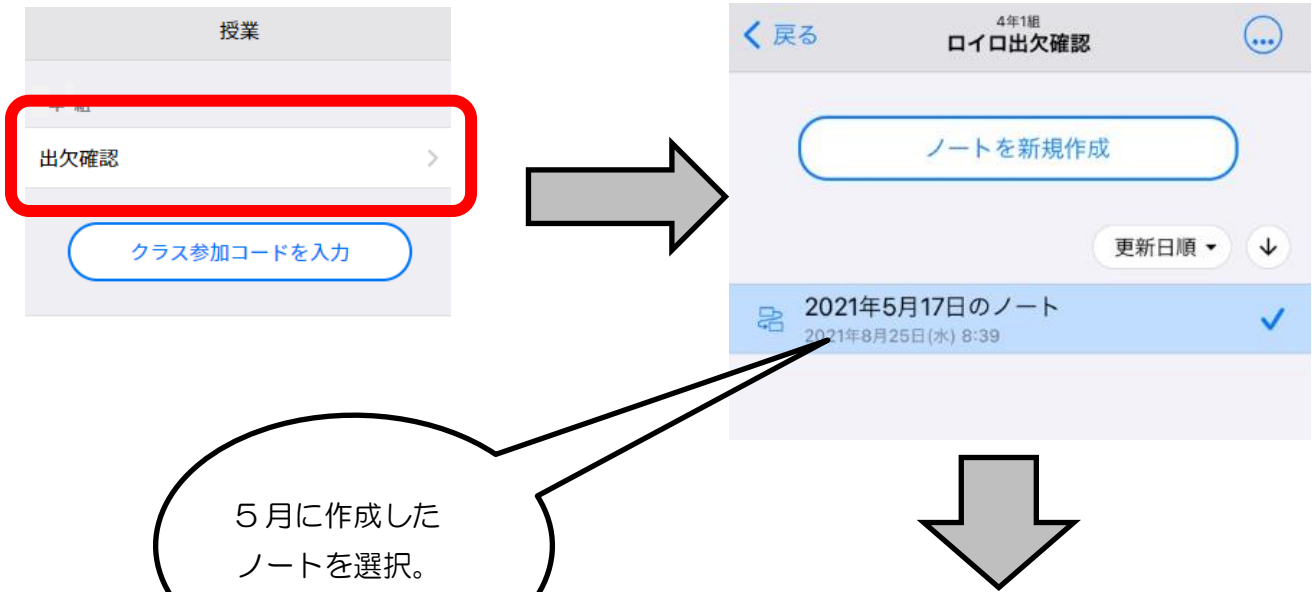 授業
出欠確認
クラス参加コードを入力
戻る
4年1組
ロイロ出欠確認
ノートを新規作成
更新日順
2021年5月17日のノート
2021年8月25日(水) 8:39
５月に作成した
ノートを選択。